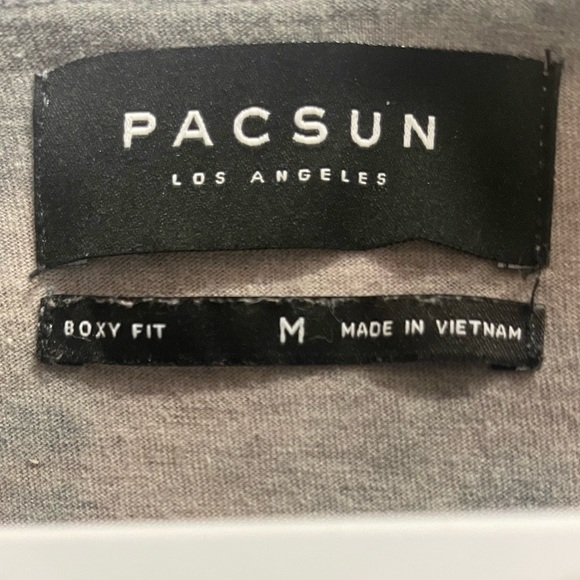 PACSUN
LOS ANGELES
BOXY FIT M MADE IN VIETNAM